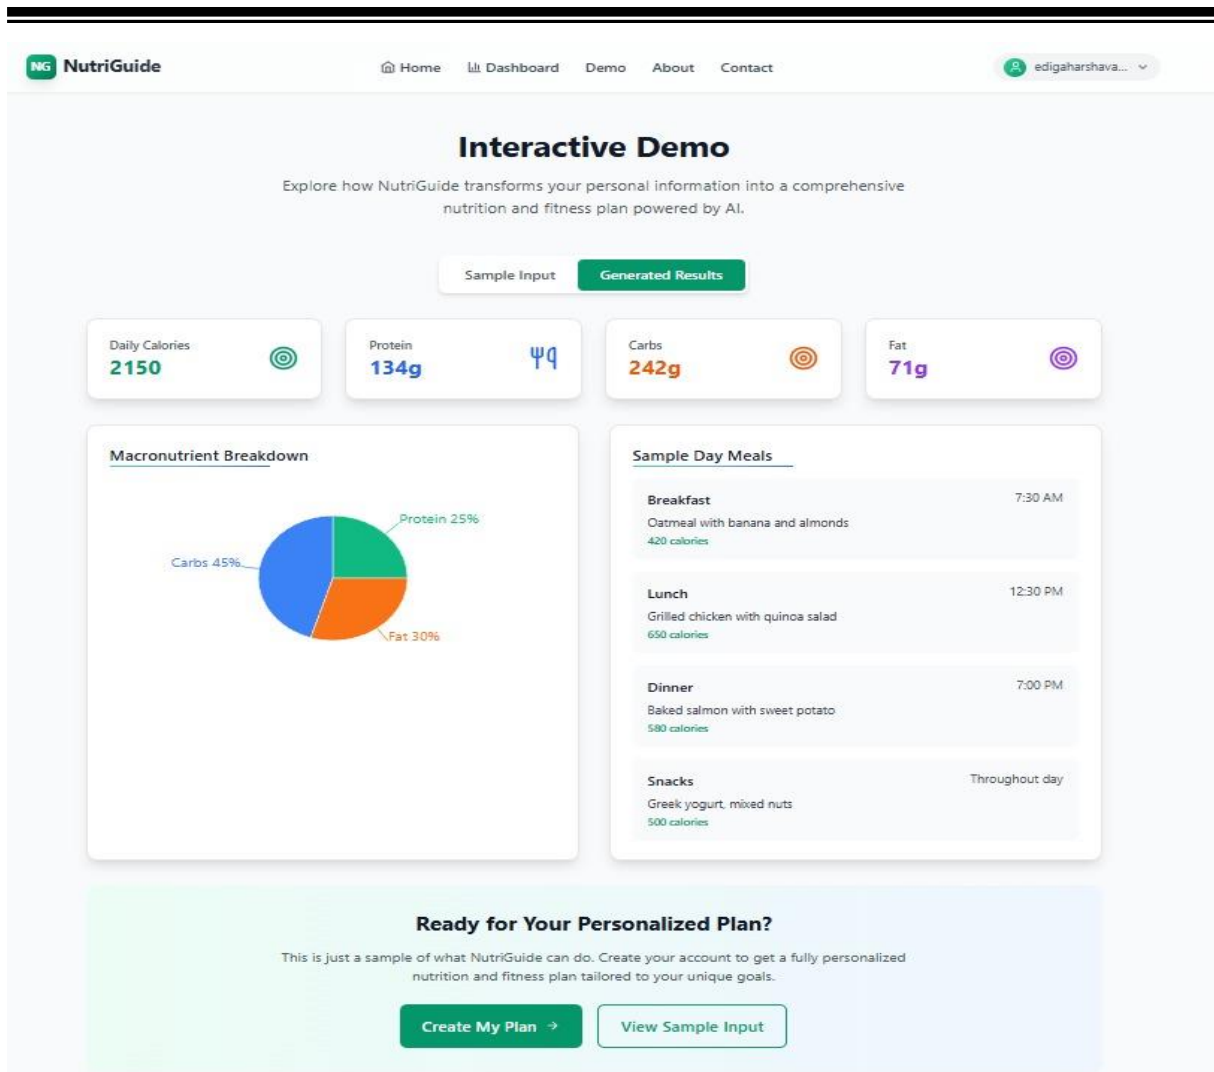 NG NutriGuide
Home Dashboard Demo About Contact
edigaharshava...
Interactive Demo
Explore how NutriGuide transforms your personal information into a comprehensive
nutrition and fitness plan powered by AI.
Sample Input Generated Results
Daily Calories
2150
Protein
134g
Carbs
242g
Fat
71g
Macronutrient Breakdown
Protein 25%
Carbs 45%
Fat 30%
Sample Day Meals
Breakfast 7:30 AM
Oatmeal with banana and almonds
420 calories
Lunch 12:30 PM
Grilled chicken with quinoa salad
650 calories
Dinner 7:00 PM
Baked salmon with sweet potato
580 calories
Snacks Throughout day
Greek yogurt, mixed nuts
500 calories
Ready for Your Personalized Plan?
This is just a sample of what NutriGuide can do. Create your account to get a fully personalized
nutrition and fitness plan tailored to your unique goals.
Create My Plan → View Sample Input